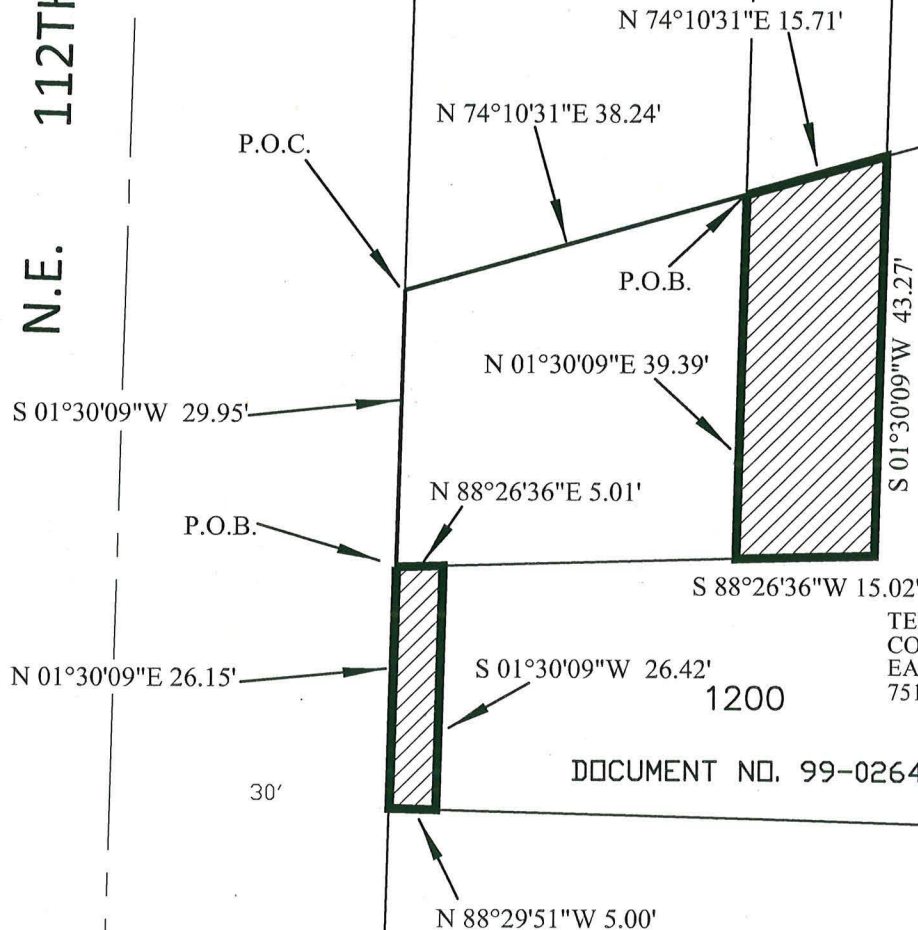 N 74°10'31"E 15.71'
N.E. 112TH
N 74°10'31"E 38.24'
P.O.C.
P.O.B.
S 01°30'09"W 43.27'
N 01°30'09"E 39.39'
S 01°30'09"W 29.95'
N 88°26'36"E 5.01'
P.O.B.
S 88°26'36"W 15.02'
TE
CO
EA
751
N 01°30'09"E 26.15'
S 01°30'09"W 26.42'
1200
DOCUMENT NO. 99-0264
30'
N 88°29'51"W 5.00'